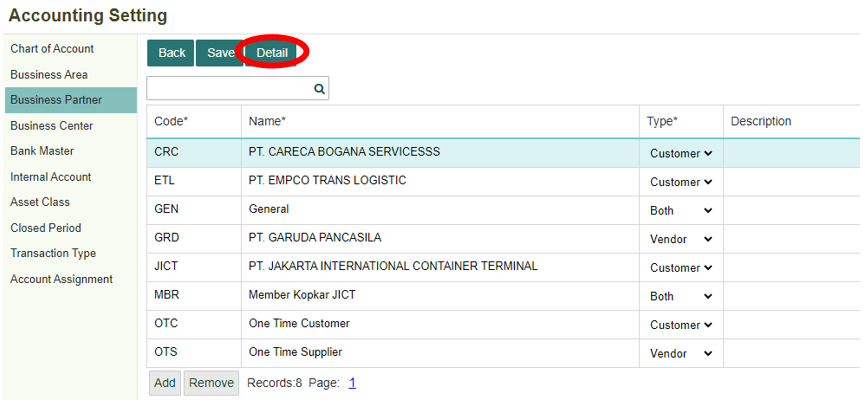 Accounting Setting
Chart of Account
Bussiness Area
Bussiness Partner
Business Center
Bank Master
Internal Account
Asset Class
Closed Period
Transaction Type
Account Assignment
Back Save Detail
Code* Name* Type* Description
CRC PT. CARECA BOGANA SERVICESSS Customer
ETL PT. EMPCO TRANS LOGISTIC Customer
GEN General Both
GRD PT. GARUDA PANCASILA Vendor
JICT PT. JAKARTA INTERNATIONAL CONTAINER TERMINAL Customer
MBR Member Kopkar JICT Both
OTC One Time Customer Customer
OTS One Time Supplier Vendor
Add Remove Records:8 Page: 1